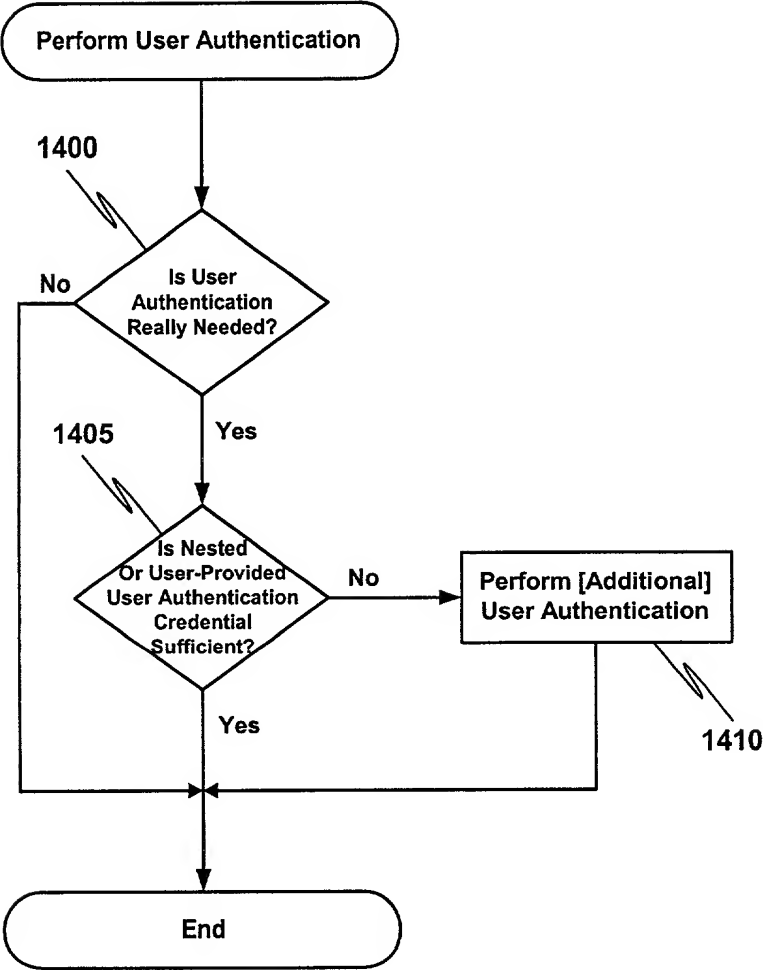 Perform User Authentication
1400
Is User
Authentication
Really Needed?
No
Yes
1405
Is Nested
Or User-Provided
User Authentication
Credential
Sufficient?
No
Perform [Additional]
User Authentication
Yes
1410
End